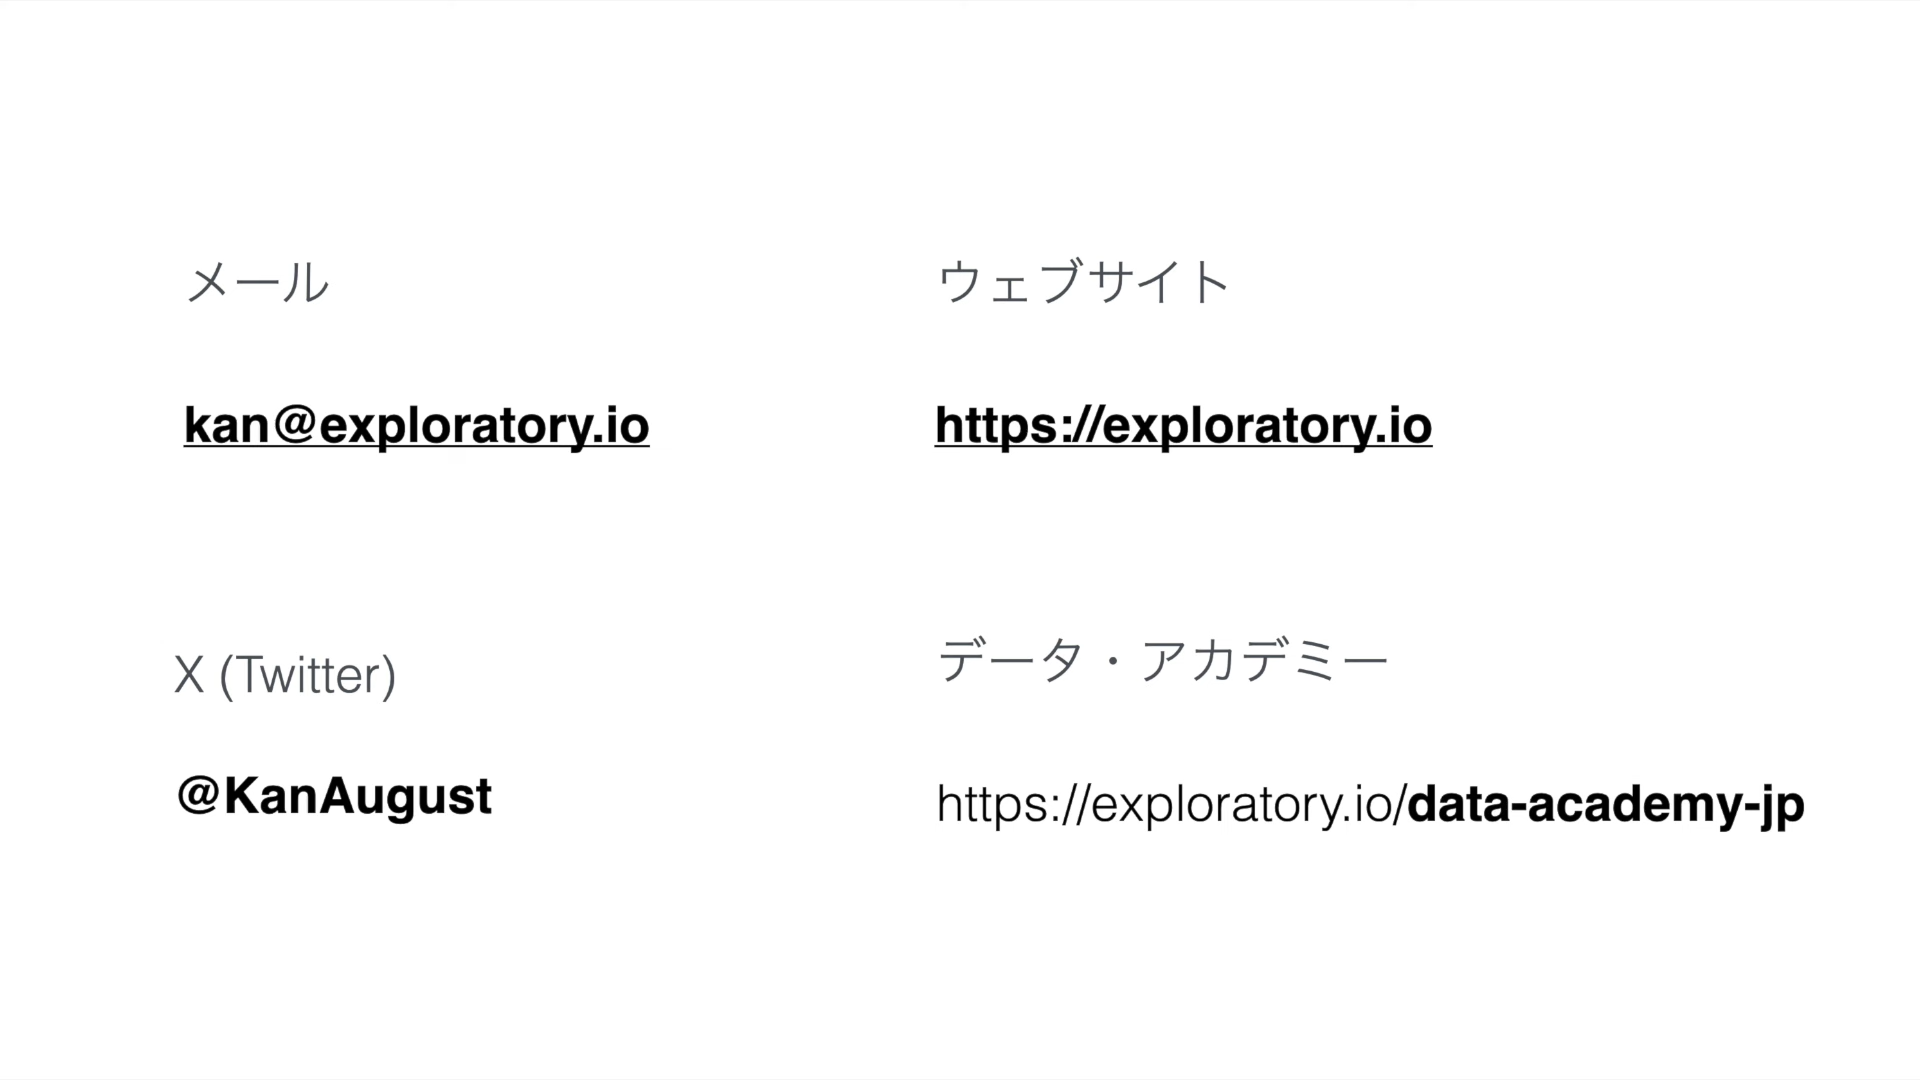 メール
kan@exploratory.io
ウェブサイト
https://exploratory.io
X (Twitter)
@KanAugust
データ・アカデミー
https://exploratory.io/data-academy-jp